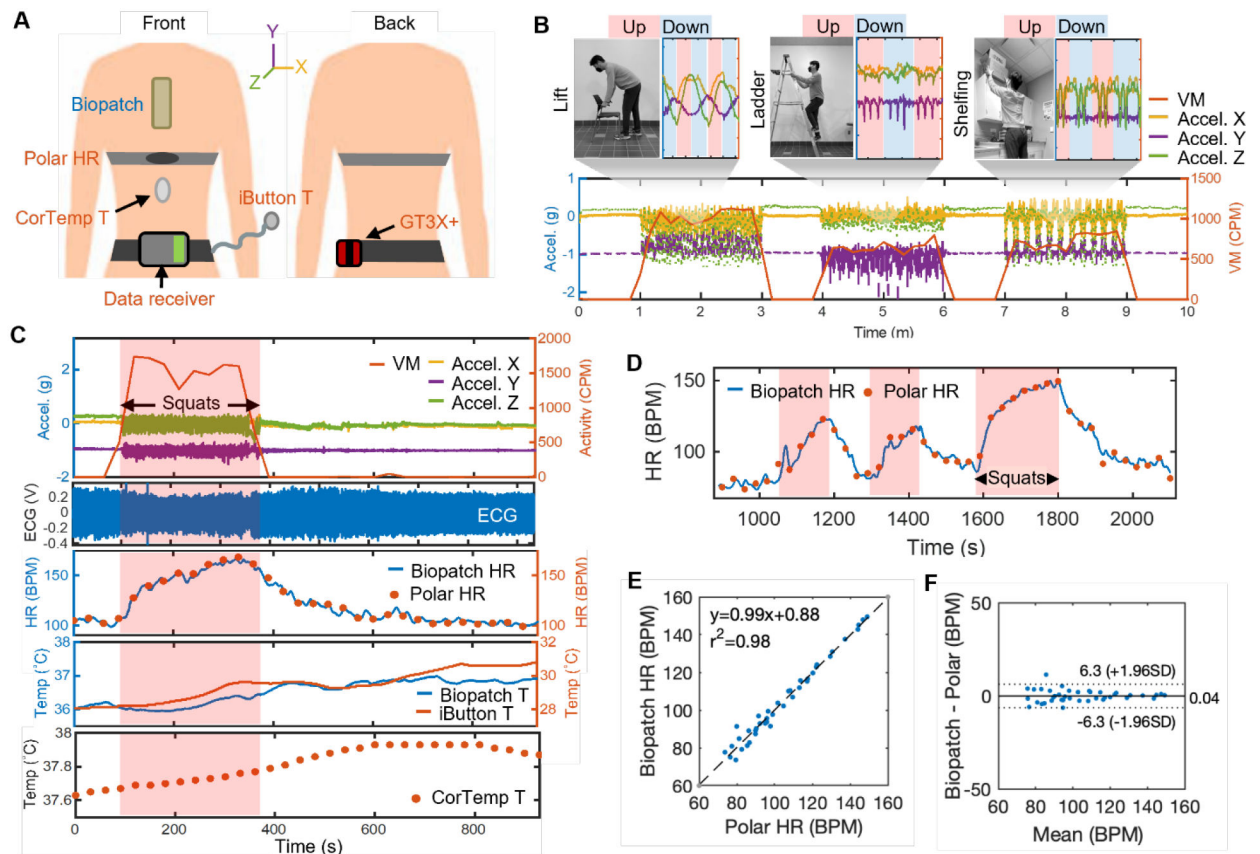 A
Front
Back
Y
X
Z
Biopatch
Polar HR
CorTemp T
iButton T
GT3X+
Data receiver
B
Up Down
Up Down
Up Down
Lift
Ladder
Shelfing
VM
Accel. X
Accel. Y
Accel. Z
Accel. (g)
1
0
-1
-2
1500
1000
500
0
VM (CPM)
0 1 2 3 4 5 6 7 8 9 10
Time (m)
C
Accel. (g)
2
0
-2
VM
Accel. X
Accel. Y
Accel. Z
Squats
2000
1500
1000
500
0
Activity (CPM)
ECG (V)
0.2
0
-0.2
-0.4
ECG
HR (BPM)
150
100
Biopatch HR
Polar HR
150
100
HR (BPM)
Temp (°C)
38
37
36
Biopatch T
iButton T
32
30
28
Temp (°C)
Temp (°C)
38
37.8
37.6
CorTemp T
0 200 400 600 800
Time (s)
D
HR (BPM)
150
100
Biopatch HR
Polar HR
Squats
1000 1200 1400 1600 1800 2000
Time (s)
E
Biopatch HR (BPM)
160
140
120
100
80
60
y=0.99x+0.88
r²=0.98
60 80 100 120 140 160
Polar HR (BPM)
F
Biopatch - Polar (BPM)
50
0
-50
6.3 (+1.96SD)
0.04
-6.3 (-1.96SD)
60 80 100 120 140 160
Mean (BPM)